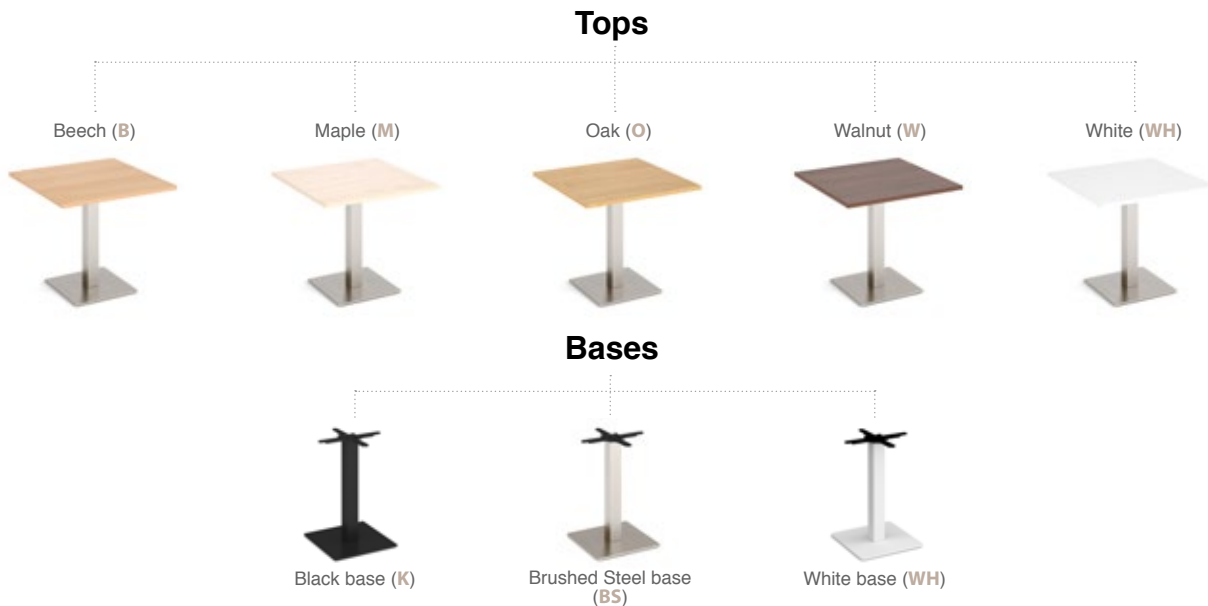 Tops
Beech (B)
Maple (M)
Oak (O)
Walnut (W)
White (WH)
Bases
Black base (K)
Brushed Steel base
(BS)
White base (WH)